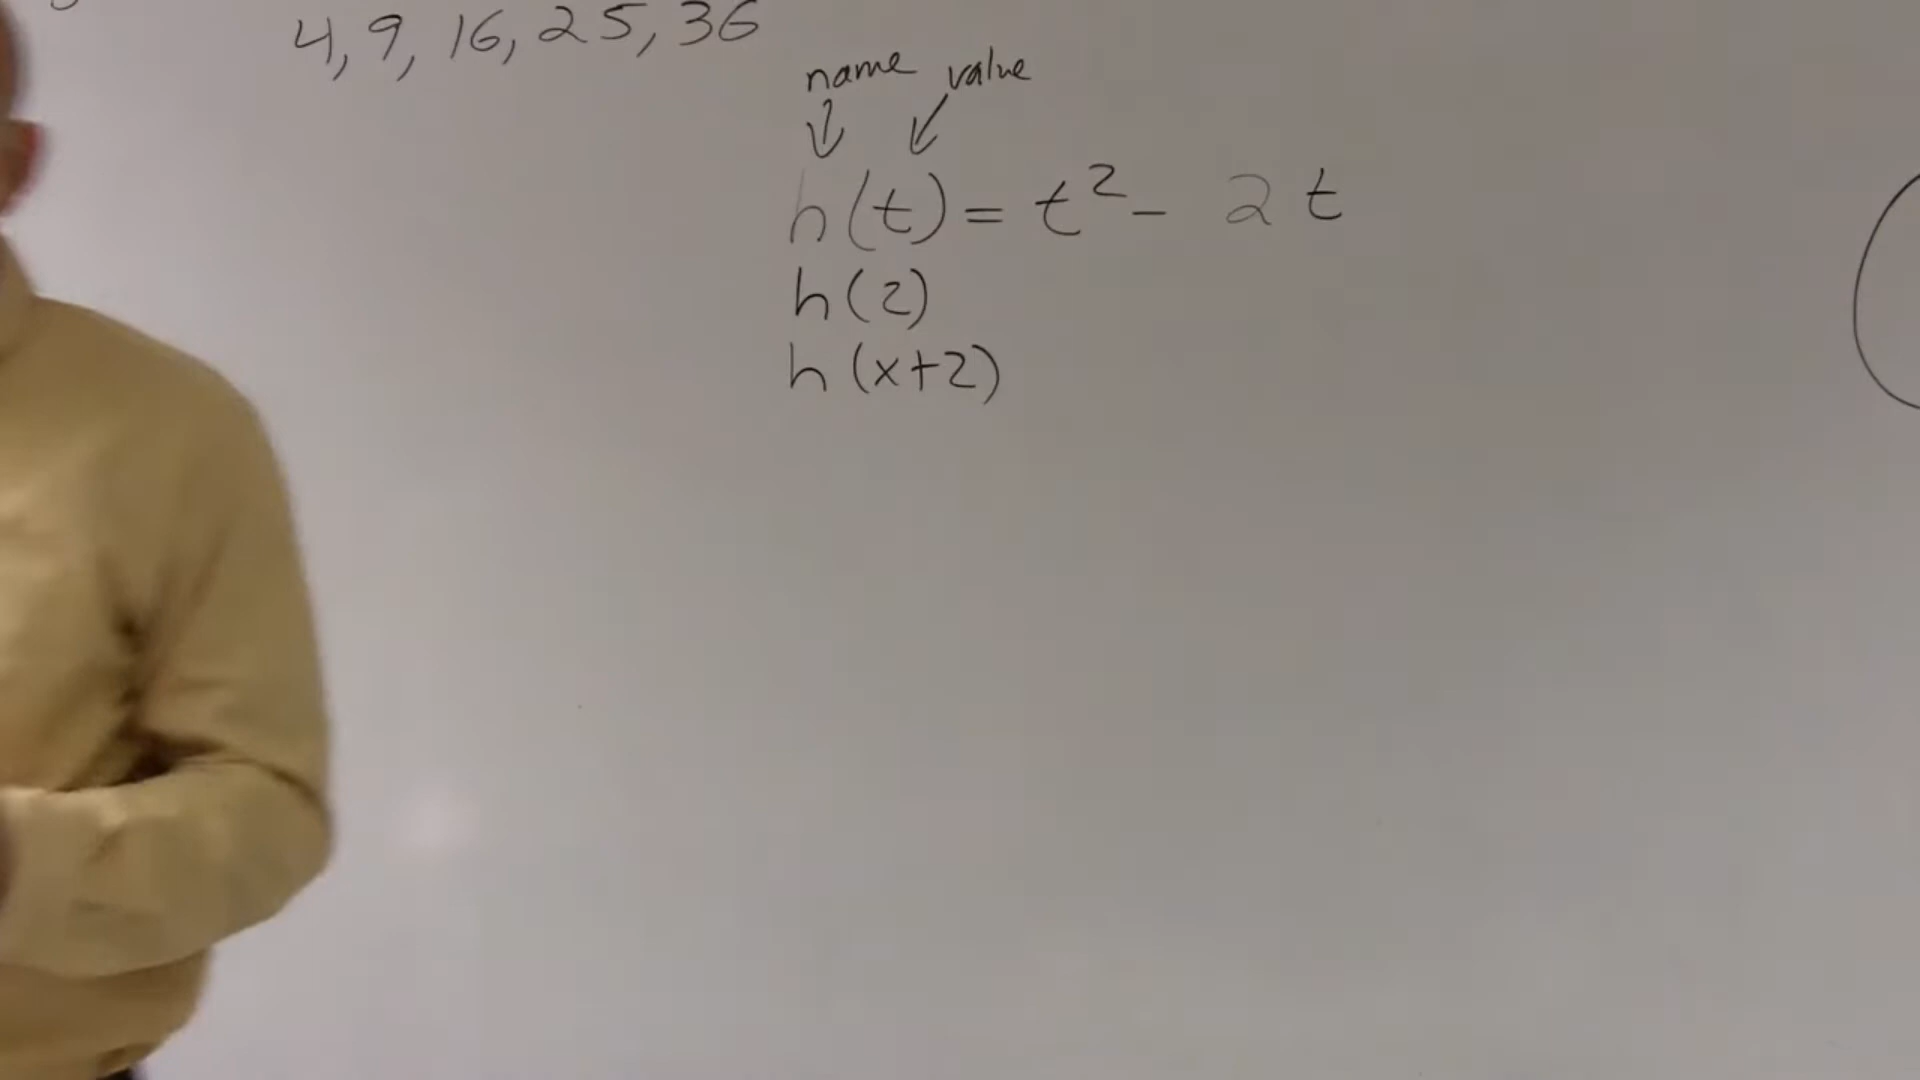 4, 9, 16, 25, 36
name value
h(t) = t² - 2t
h(2)
h(x+2)